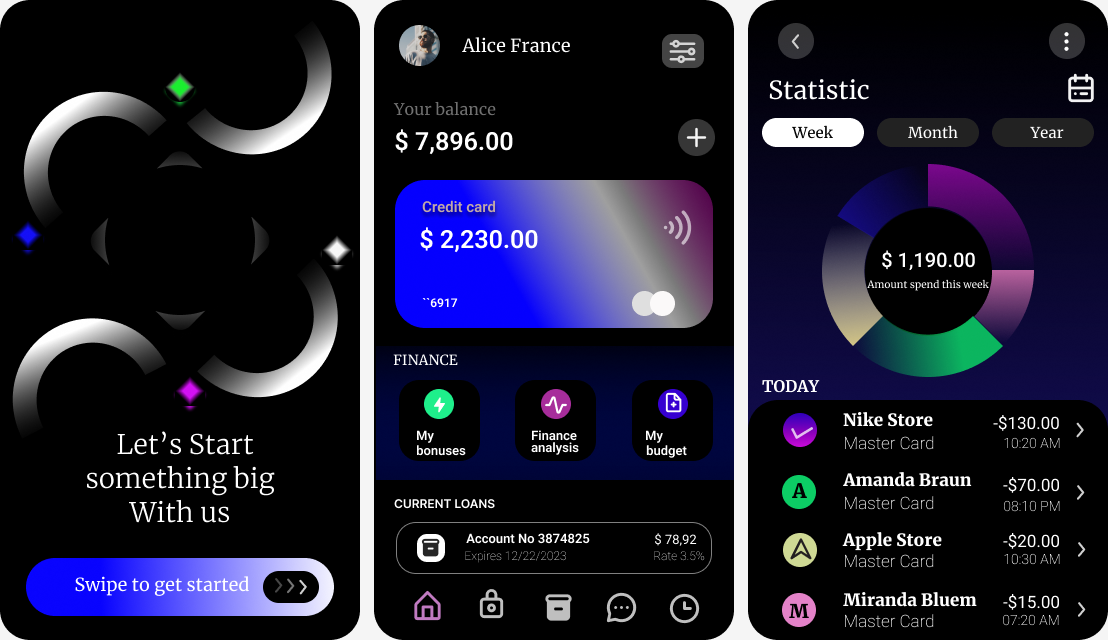 Let's Start
something big
With us
Swipe to get started
Alice France
Your balance
$ 7,896.00
Credit card
$ 2,230.00
``6917
FINANCE
My
bonuses
Finance
analysis
My
budget
CURRENT LOANS
Account No 3874825
$ 78,92
Expires 12/22/2023
Rate 3.5%
Statistic
Week
Month
Year
$ 1,190.00
Amount spend this week
TODAY
Nike Store
-$130.00
Master Card
10:20 AM
A
Amanda Braun
-$70.00
Master Card
08:10 PM
Apple Store
-$20.00
Master Card
10:30 AM
M
Miranda Bluem
-$15.00
Master Card
07:20 AM